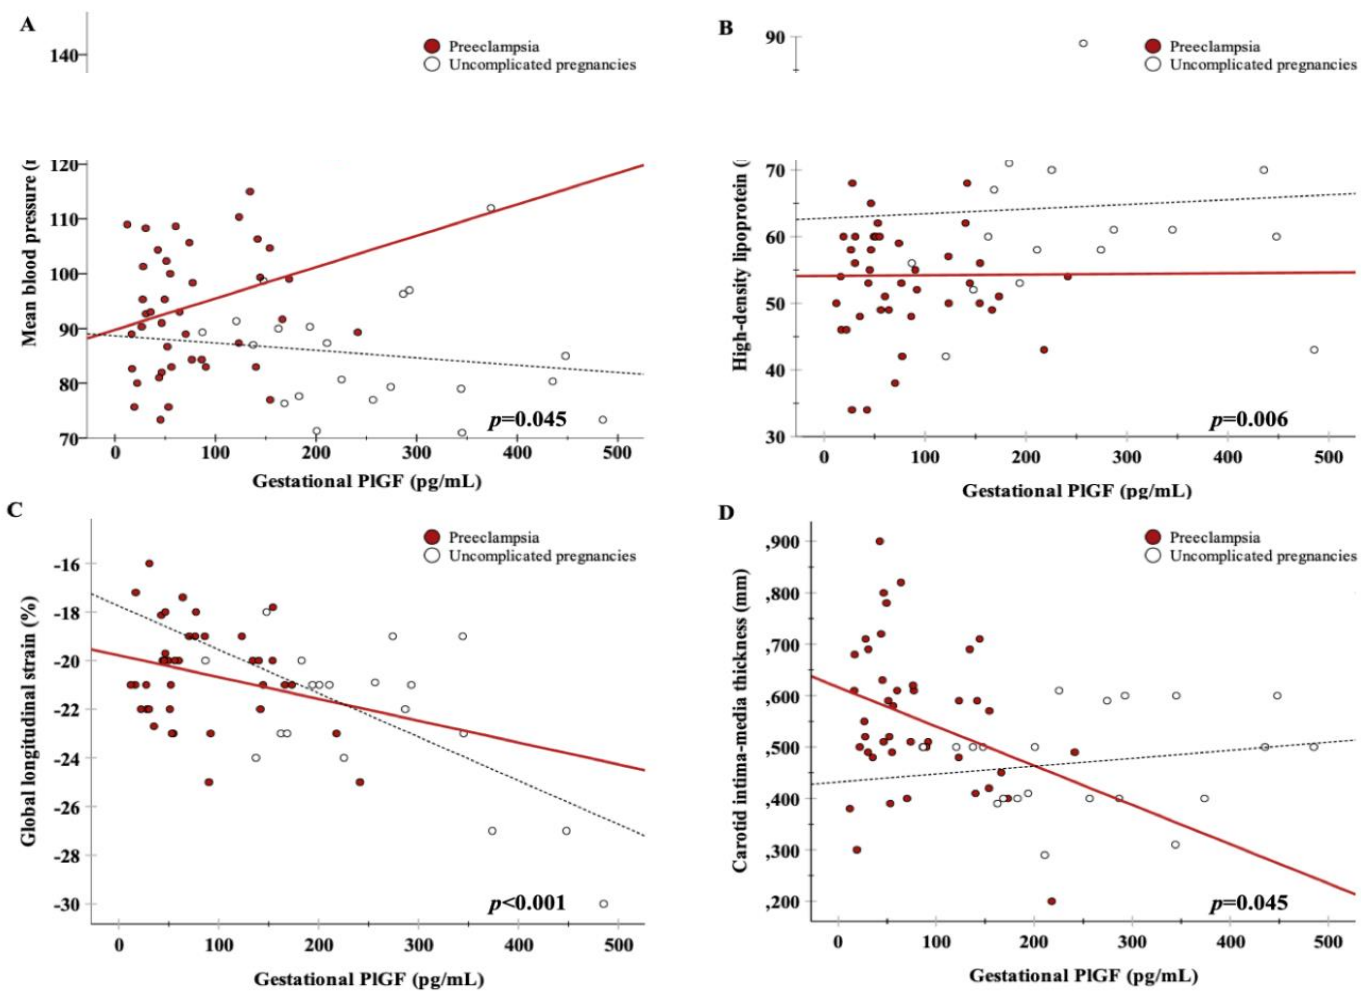 A
140
Preeclampsia
Uncomplicated pregnancies
120
110
100
90
80
70
Mean blood pressure (
p=0.045
0 100 200 300 400 500
Gestational PlGF (pg/mL)
B
90
Preeclampsia
Uncomplicated pregnancies
70
60
50
40
30
High-density lipoprotein (
p=0.006
0 100 200 300 400 500
Gestational PlGF (pg/mL)
C
Preeclampsia
Uncomplicated pregnancies
-16
-18
-20
-22
-24
-26
-28
-30
Global longitudinal strain (%)
p<0.001
0 100 200 300 400 500
Gestational PlGF (pg/mL)
D
Preeclampsia
Uncomplicated pregnancies
,900
,800
,700
,600
,500
,400
,300
,200
Carotid intima-media thickness (mm)
p=0.045
0 100 200 300 400 500
Gestational PlGF (pg/mL)